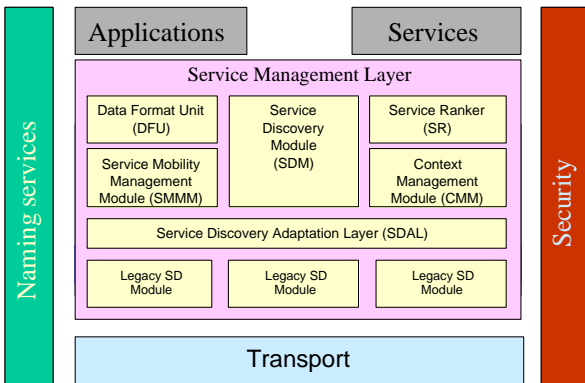 Applications
Services
Naming services
Security
Service Management Layer
Data Format Unit
(DFU)
Service
Discovery
Module
(SDM)
Service Ranker
(SR)
Service Mobility
Management
Module (SMMM)
Context
Management
Module (CMM)
Service Discovery Adaptation Layer (SDAL)
Legacy SD
Module
Legacy SD
Module
Legacy SD
Module
Transport